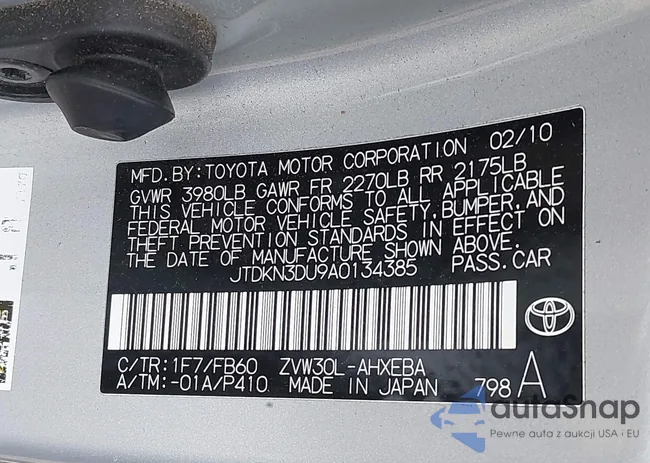 MFD. BY: TOYOTA MOTOR CORPORATION 02/10
GVWR 3980LB GAWR FR 2270LB RR 2175LB
THIS VEHICLE CONFORMS TO ALL APPLICABLE
FEDERAL MOTOR VEHICLE SAFETY, BUMPER, AND
THEFT PREVENTION STANDARDS IN EFFECT ON
THE DATE OF MANUFACTURE SHOWN ABOVE.
JTDKN3DU9A0134385 PASS. CAR
C/TR: 1F7/FB60 ZVW30L-AHXEBA
A/TM: -01A/P410 MADE IN JAPAN 798 A
autaSnap
Pewne auta z aukcji USA i EU